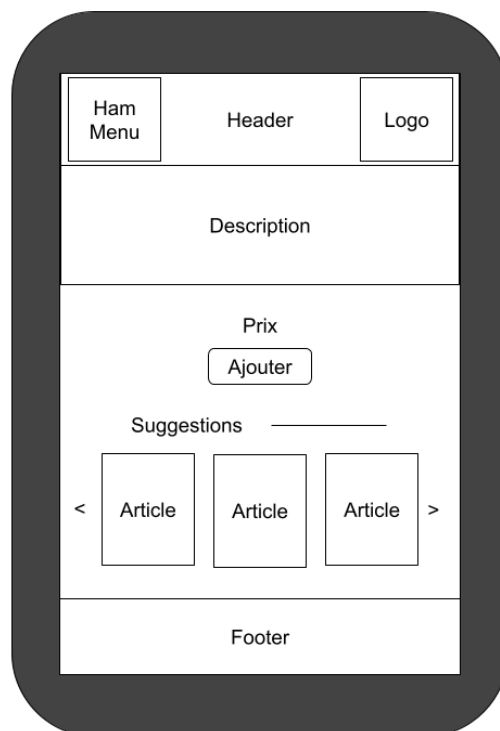 Ham
Menu
Header
Logo
Description
Prix
Ajouter
Suggestions
< Article Article Article >
Footer